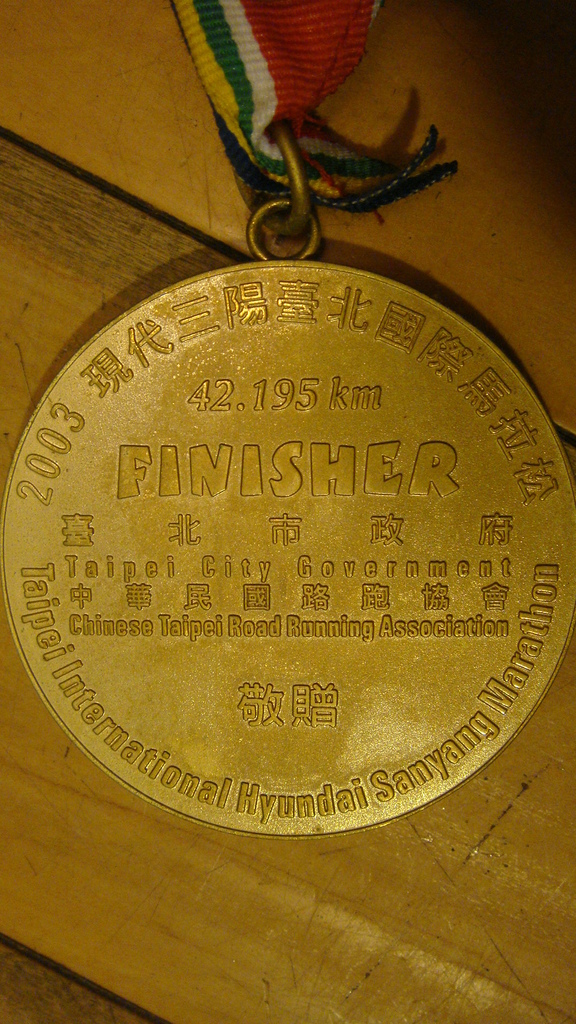 2003 現代三陽臺北國際馬拉松
42.195 km
FINISHER
臺北市政府
Taipei City Government
中華民國路跑協會
Chinese Taipei Road Running Association
敬贈
Taipei International Hyundai Sanyang Marathon